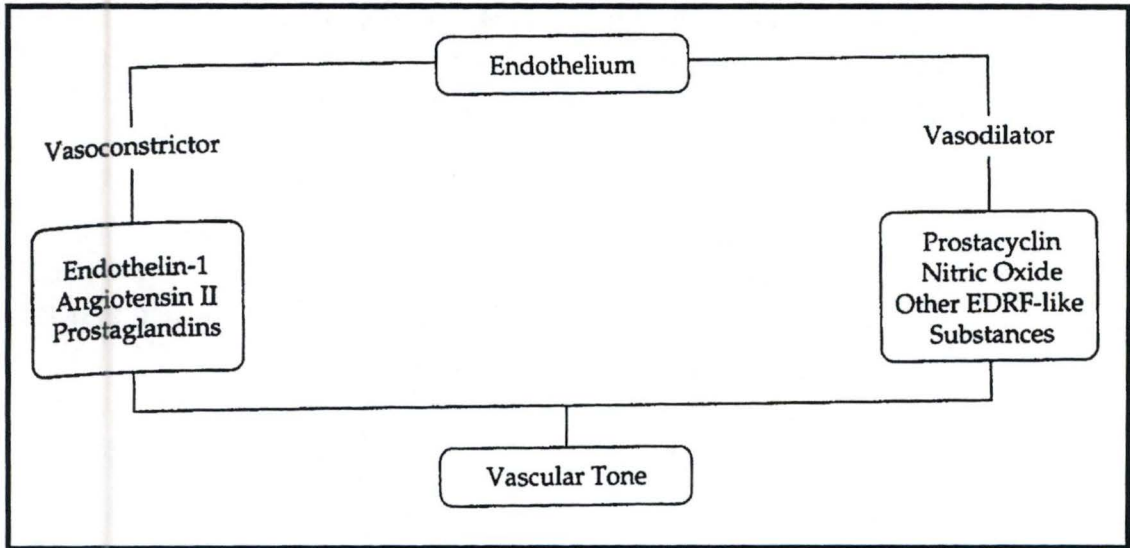 Endothelium
Vasoconstrictor
Vasodilator
Endothelin-1
Angiotensin II
Prostaglandins
Prostacyclin
Nitric Oxide
Other EDRF-like
Substances
Vascular Tone